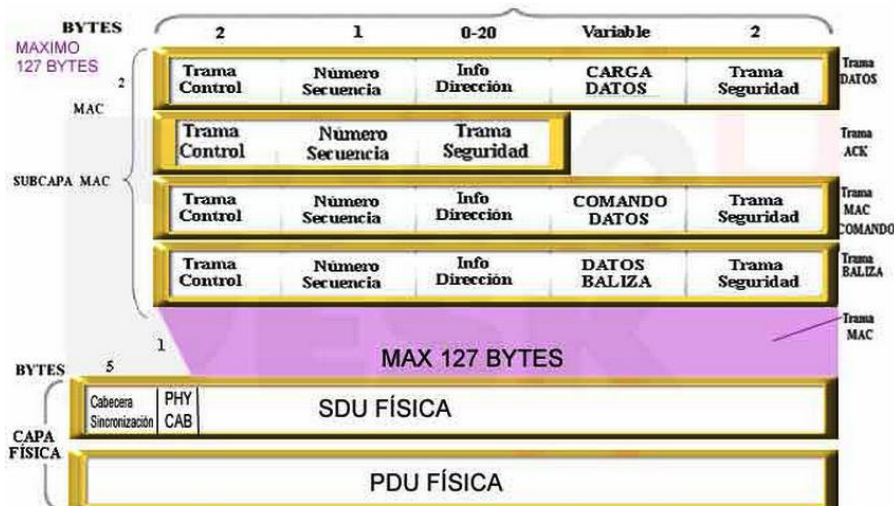 BYTES 2 1 0-20 Variable 2
MAXIMO
127 BYTES
2
MAC
SUBCAPA MAC
Trama
Control
Número
Secuencia
Info
Dirección
CARGA
DATOS
Trama
Seguridad
Trama
DATOS
Trama
Control
Número
Secuencia
Trama
Seguridad
Trama
ACK
Trama
Control
Número
Secuencia
Info
Dirección
COMANDO
DATOS
Trama
Seguridad
Trama
MAC
COMANDO
Trama
Control
Número
Secuencia
Info
Dirección
DATOS
BALIZA
Trama
Seguridad
Trama
BALIZA
Trama
MAC
MAX 127 BYTES
BYTES 5 1
CAPA
FÍSICA
Cabecera
Sincronización
PHY
CAB
SDU FÍSICA
PDU FÍSICA